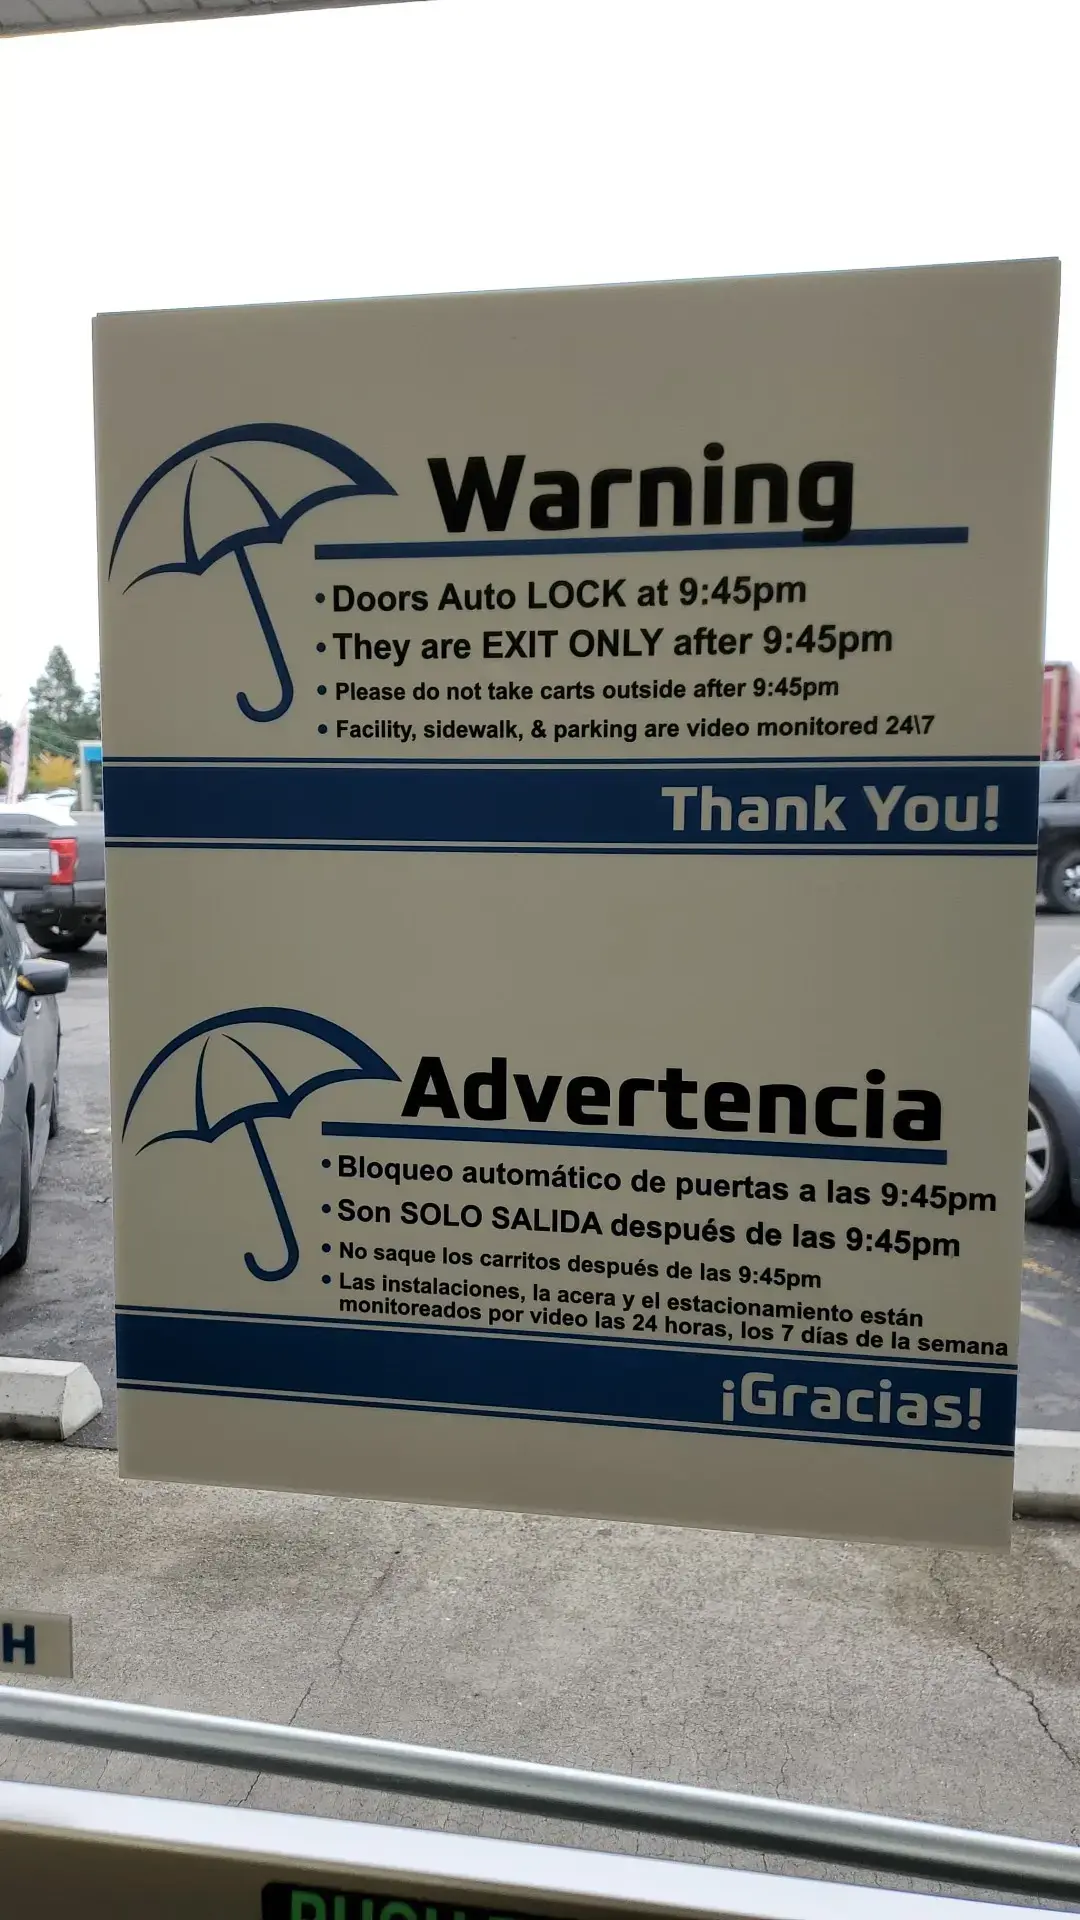 Warning
• Doors Auto LOCK at 9:45pm
• They are EXIT ONLY after 9:45pm
• Please do not take carts outside after 9:45pm
• Facility, sidewalk, & parking are video monitored 24\7
Thank You!
Advertencia
• Bloqueo automático de puertas a las 9:45pm
• Son SOLO SALIDA después de las 9:45pm
• No saque los carritos después de las 9:45pm
• Las instalaciones, la acera y el estacionamiento están
monitoreados por video las 24 horas, los 7 días de la semana
¡Gracias!
H